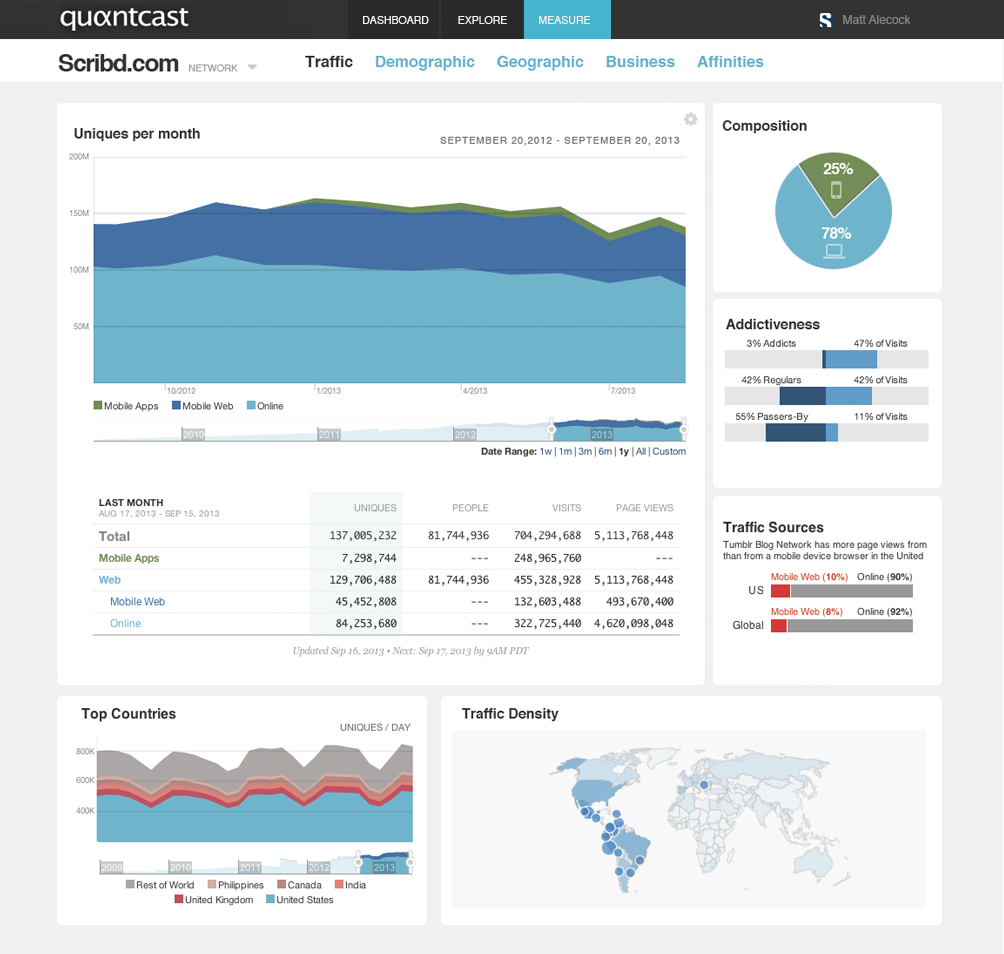 quantcast
DASHBOARD EXPLORE MEASURE
Matt Alecock
Scribd.com NETWORK
Traffic Demographic Geographic Business Affinities
Uniques per month
SEPTEMBER 20,2012 - SEPTEMBER 20, 2013
200M
150M
100M
50M
10/2012 1/2013 4/2013 7/2013
Mobile Apps Mobile Web Online
2010 2011 2012 2013
Date Range: 1w | 1m | 3m | 6m | 1y | All | Custom
LAST MONTH
AUG 17, 2013 - SEP 15, 2013
UNIQUES PEOPLE VISITS PAGE VIEWS
Total 137,005,232 81,744,936 704,294,688 5,113,768,448
Mobile Apps 7,298,744 --- 248,965,760 ---
Web 129,706,488 81,744,936 455,328,928 5,113,768,448
Mobile Web 45,452,808 --- 132,603,488 493,670,400
Online 84,253,680 --- 322,725,440 4,620,098,048
Updated Sep 16, 2013 • Next: Sep 17, 2013 by 9AM PDT
Composition
25%
78%
Addictiveness
3% Addicts 47% of Visits
42% Regulars 42% of Visits
55% Passers-By 11% of Visits
Traffic Sources
Tumblr Blog Network has more page views from
than from a mobile device browser in the United
Mobile Web (10%) Online (90%)
US
Mobile Web (8%) Online (92%)
Global
Top Countries
UNIQUES / DAY
800K
600K
400K
2009 2010 2011 2012 2013
Rest of World Philippines Canada India
United Kingdom United States
Traffic Density